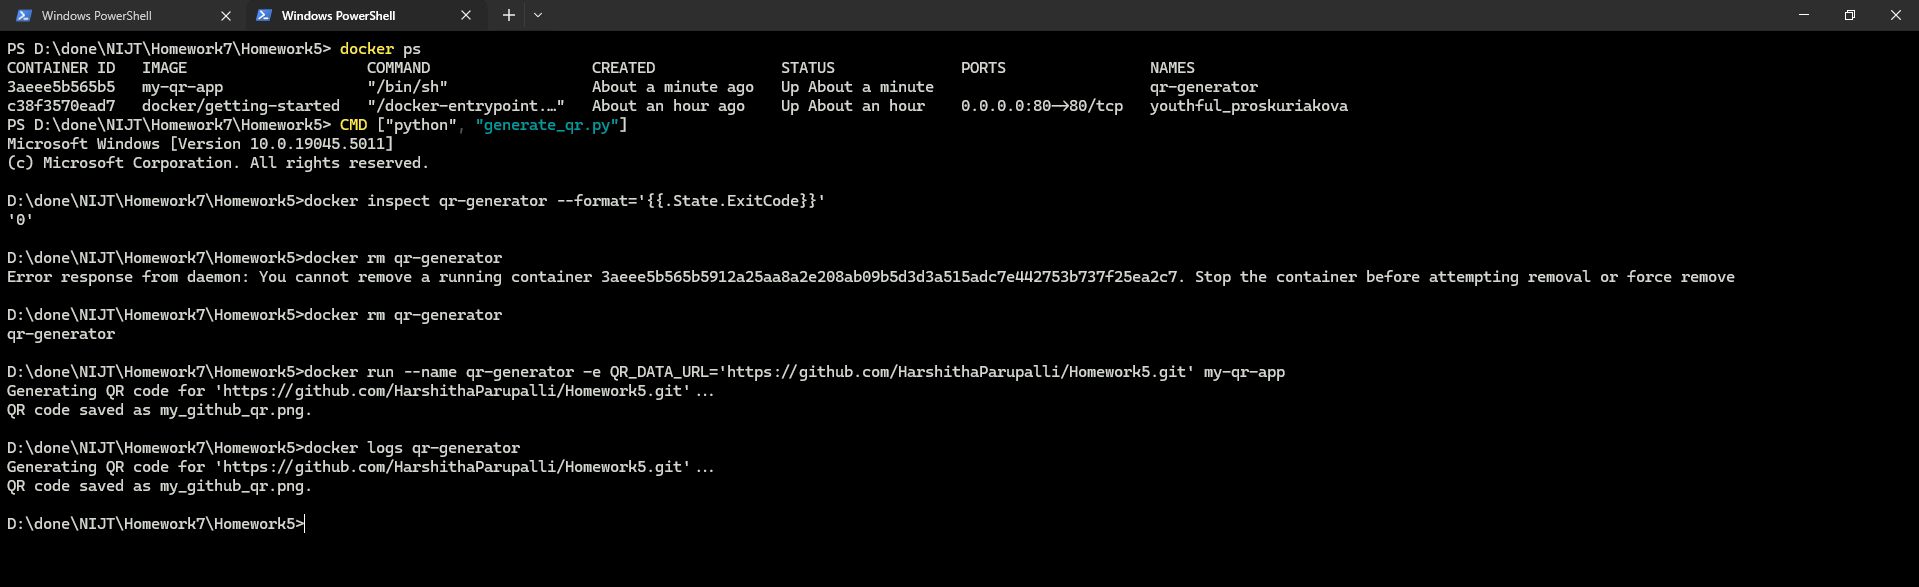 Windows PowerShell
Windows PowerShell
PS D:\done\NIJT\Homework7\Homework5> docker ps
CONTAINER ID   IMAGE                    COMMAND                  CREATED              STATUS              PORTS                NAMES
3aeee5b565b5   my-qr-app                "/bin/sh"                About a minute ago   Up About a minute                        qr-generator
c38f3570ead7   docker/getting-started   "/docker-entrypoint.…"   About an hour ago    Up About an hour    0.0.0.0:80->80/tcp   youthful_proskuriakova
PS D:\done\NIJT\Homework7\Homework5> CMD ["python", "generate_qr.py"]
Microsoft Windows [Version 10.0.19045.5011]
(c) Microsoft Corporation. All rights reserved.
D:\done\NIJT\Homework7\Homework5>docker inspect qr-generator --format='{{.State.ExitCode}}'
'0'
D:\done\NIJT\Homework7\Homework5>docker rm qr-generator
Error response from daemon: You cannot remove a running container 3aeee5b565b5912a25aa8a2e208ab09b5d3d3a515adc7e442753b737f25ea2c7. Stop the container before attempting removal or force remove
D:\done\NIJT\Homework7\Homework5>docker rm qr-generator
qr-generator
D:\done\NIJT\Homework7\Homework5>docker run --name qr-generator -e QR_DATA_URL='https://github.com/HarshithaParupalli/Homework5.git' my-qr-app
Generating QR code for 'https://github.com/HarshithaParupalli/Homework5.git'...
QR code saved as my_github_qr.png.
D:\done\NIJT\Homework7\Homework5>docker logs qr-generator
Generating QR code for 'https://github.com/HarshithaParupalli/Homework5.git'...
QR code saved as my_github_qr.png.
D:\done\NIJT\Homework7\Homework5>